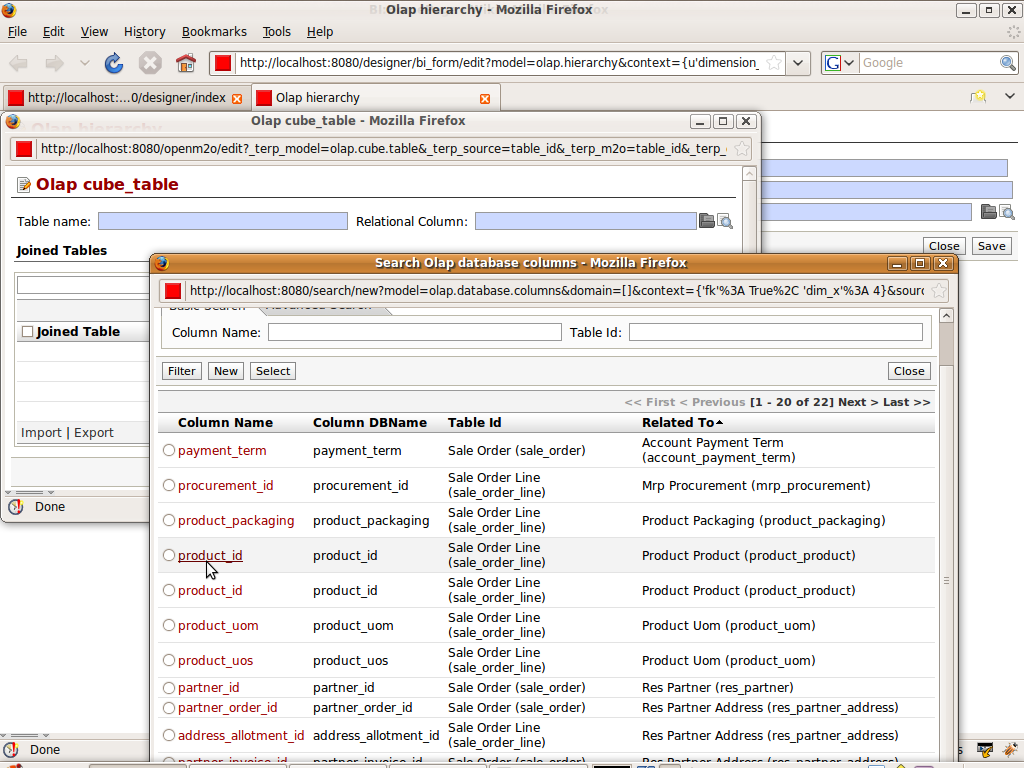 Olap hierarchy - Mozilla Firefox
File Edit View History Bookmarks Tools Help
http://localhost:8080/designer/bi_form/edit?model=olap.hierarchy&context={u'dimension_
Google
http://localhost:...0/designer/index
Olap hierarchy
Olap cube_table - Mozilla Firefox
http://localhost:8080/openm2o/edit?_terp_model=olap.cube.table&_terp_source=table_id&_terp_m2o=table_id&_terp_
Olap cube_table
Table name: Relational Column:
Close Save
Joined Tables
Joined Table
Import | Export
Done
Search Olap database columns - Mozilla Firefox
http://localhost:8080/search/new?model=olap.database.columns&domain=[]&context={'fk'%3A True%2C 'dim_x'%3A 4}&sourc
Basic Search Advanced Search
Column Name: Table Id:
Filter New Select Close
<< First < Previous [1 - 20 of 22] Next > Last >>
Column Name Column DBName Table Id Related To
payment_term payment_term Sale Order (sale_order) Account Payment Term
(account_payment_term)
procurement_id procurement_id Sale Order Line
(sale_order_line) Mrp Procurement (mrp_procurement)
product_packaging product_packaging Sale Order Line
(sale_order_line) Product Packaging (product_packaging)
product_id product_id Sale Order Line
(sale_order_line) Product Product (product_product)
product_id product_id Sale Order Line
(sale_order_line) Product Product (product_product)
product_uom product_uom Sale Order Line
(sale_order_line) Product Uom (product_uom)
product_uos product_uos Sale Order Line
(sale_order_line) Product Uom (product_uom)
partner_id partner_id Sale Order (sale_order) Res Partner (res_partner)
partner_order_id partner_order_id Sale Order (sale_order) Res Partner Address (res_partner_address)
address_allotment_id address_allotment_id Sale Order Line
(sale_order_line) Res Partner Address (res_partner_address)
Done